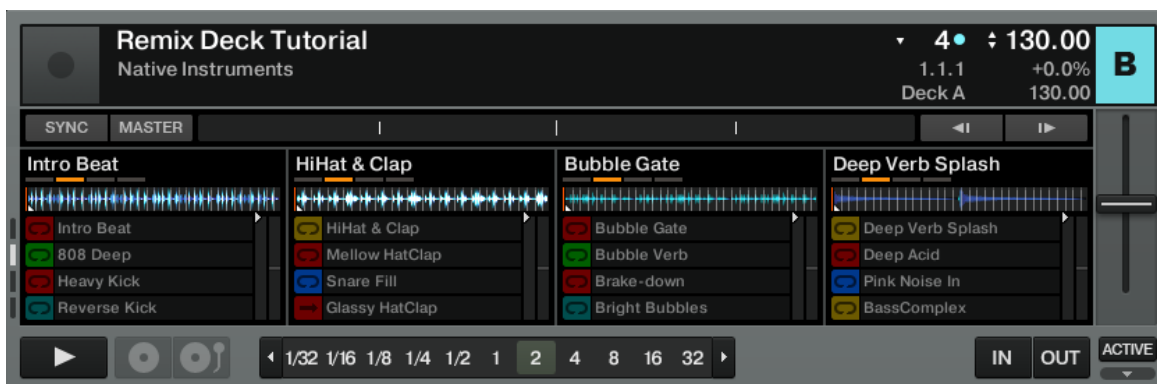 Remix Deck Tutorial 4 130.00 B
Native Instruments 1.1.1 +0.0%
Deck A 130.00
SYNC MASTER
Intro Beat HiHat & Clap Bubble Gate Deep Verb Splash
Intro Beat HiHat & Clap Bubble Gate Deep Verb Splash
808 Deep Mellow HatClap Bubble Verb Deep Acid
Heavy Kick Snare Fill Brake-down Pink Noise In
Reverse Kick Glassy HatClap Bright Bubbles BassComplex
1/32 1/16 1/8 1/4 1/2 1 2 4 8 16 32 IN OUT ACTIVE